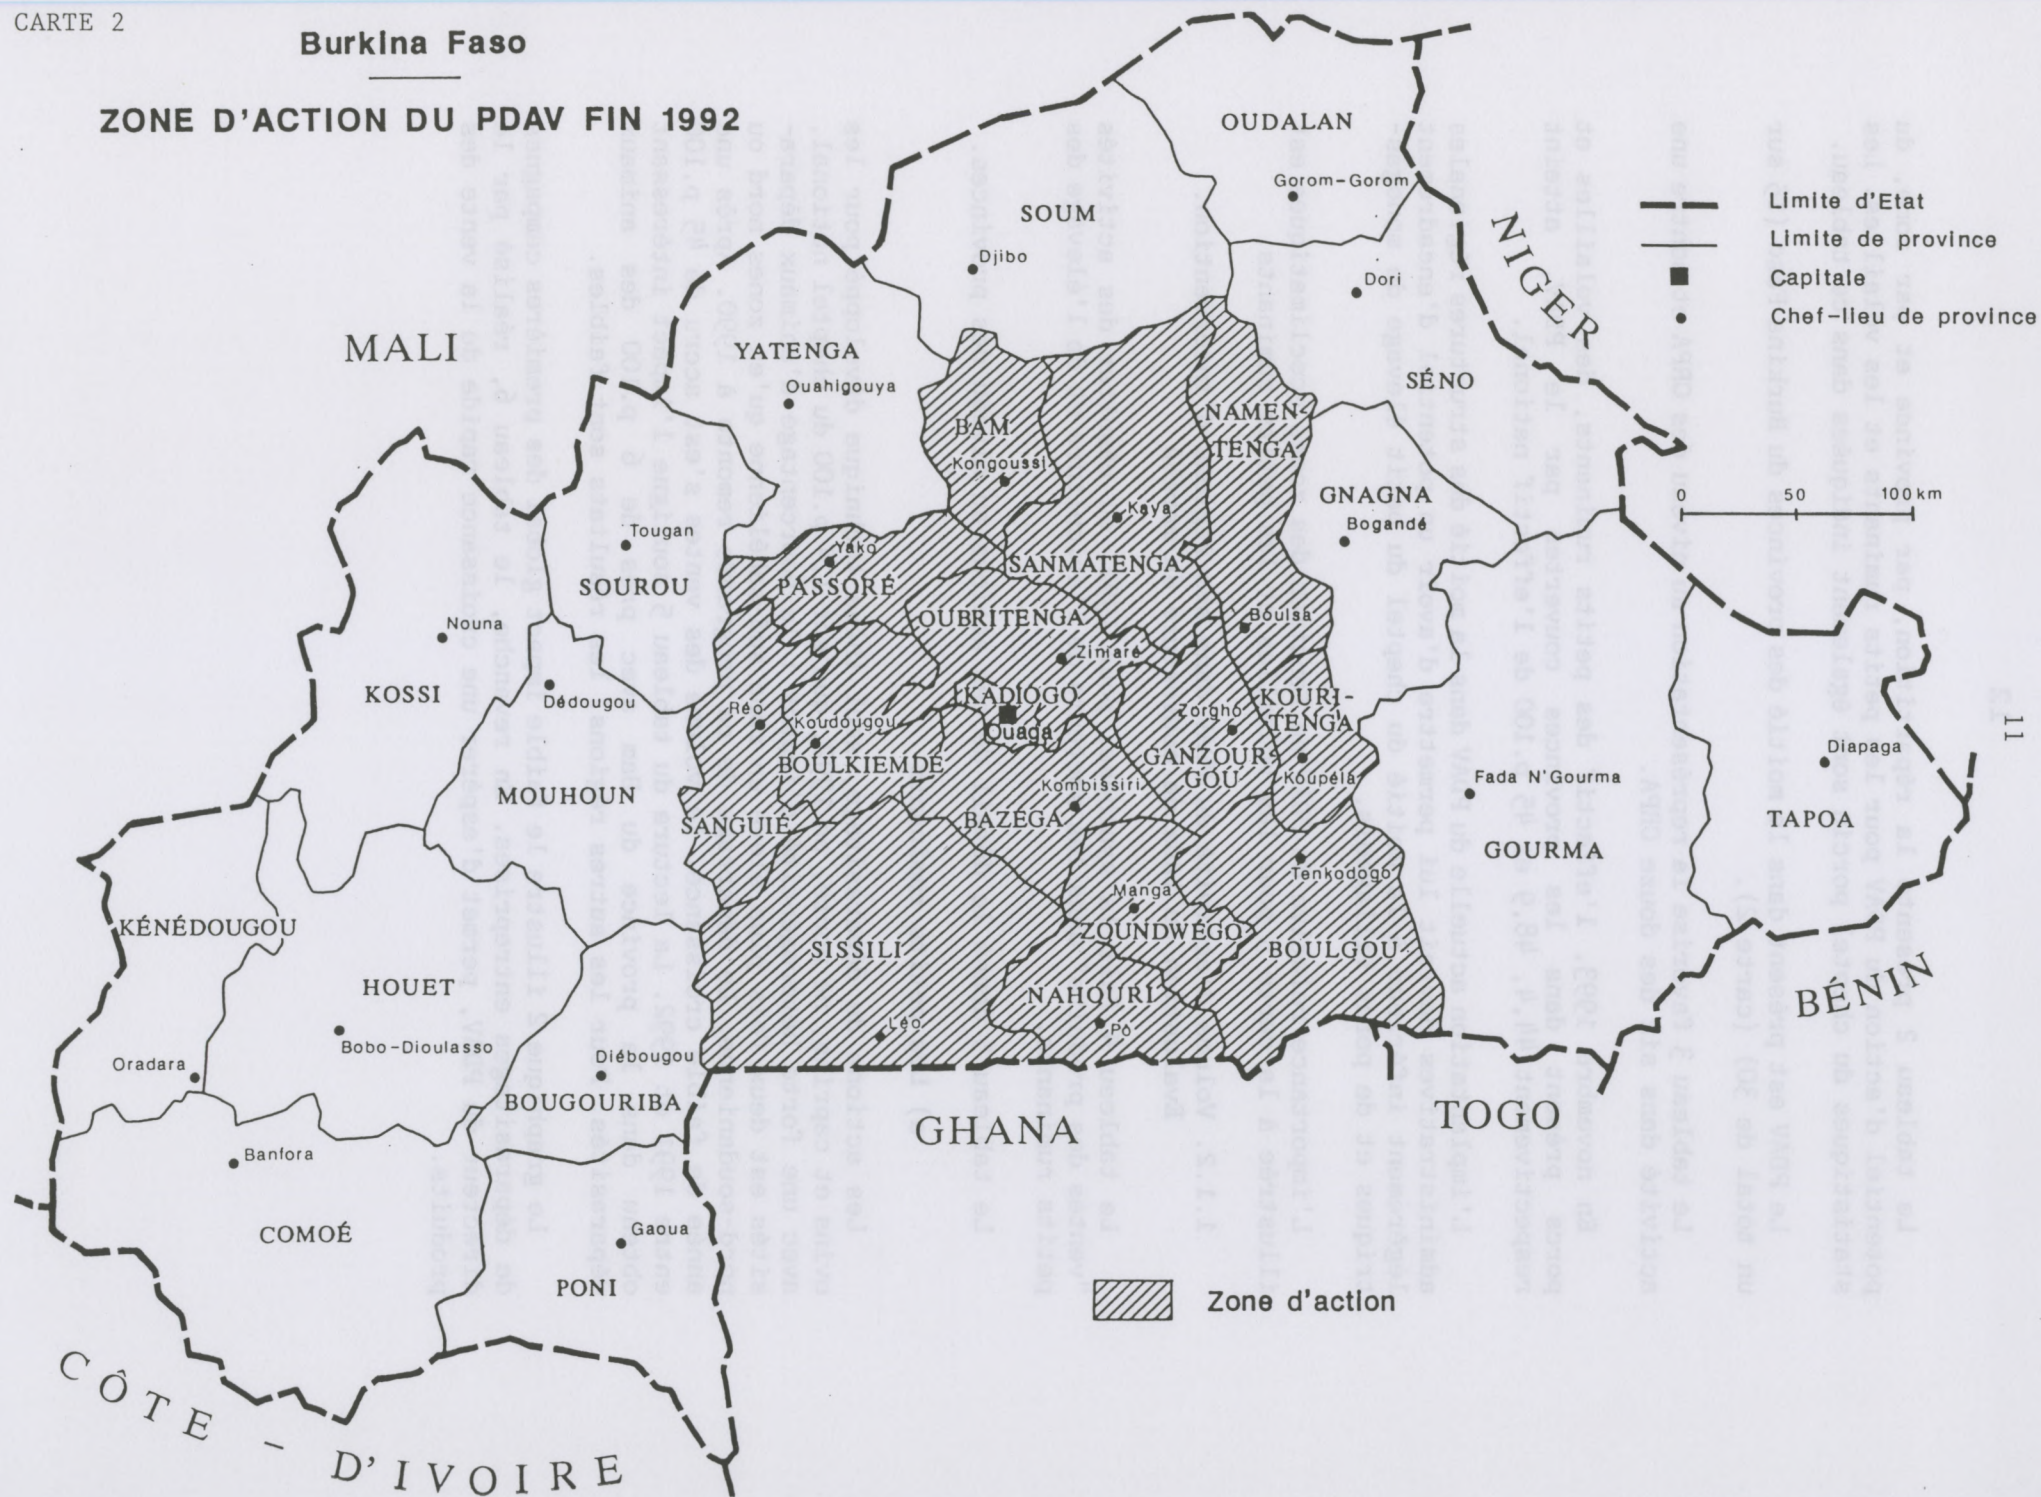 CARTE 2
Burkina Faso
ZONE D'ACTION DU PDAV FIN 1992
Limite d'Etat
Limite de province
Capitale
Chef-lieu de province
0 50 100 km
11
MALI
NIGER
BÉNIN
TOGO
GHANA
CÔTE - D'IVOIRE
OUDALAN
Gorom-Gorom
SOUM
Djibo
Dori
SÉNO
YATENGA
Ouahigouya
BAM
Kongoussi
NAMEN-
TENGA
Kaya
SANMATENGA
GNAGNA
Bogandé
Tougan
SOUROU
Yako
PASSORÉ
OUBRITENGA
Ziniaré
Boulsa
Nouna
KOSSI
Dédougou
Réo
Koudougou
BOULKIEMDÉ
KADIOGO
Ouaga
Zorgho
GANZOUR-
GOU
KOURI-
TENGA
Koupéla
MOUHOUN
SANGUIÉ
Kombissiri
BAZEGA
Fada N'Gourma
GOURMA
Diapaga
TAPOA
Tenkodogo
BOULGOU
Manga
ZOUNDWÉGO
NAHOURI
Pô
SISSILI
Léo
KÉNÉDOUGOU
Oradara
HOUET
Bobo-Dioulasso
Diébougou
BOUGOURIBA
Banfora
COMOÉ
Gaoua
PONI
Zone d'action